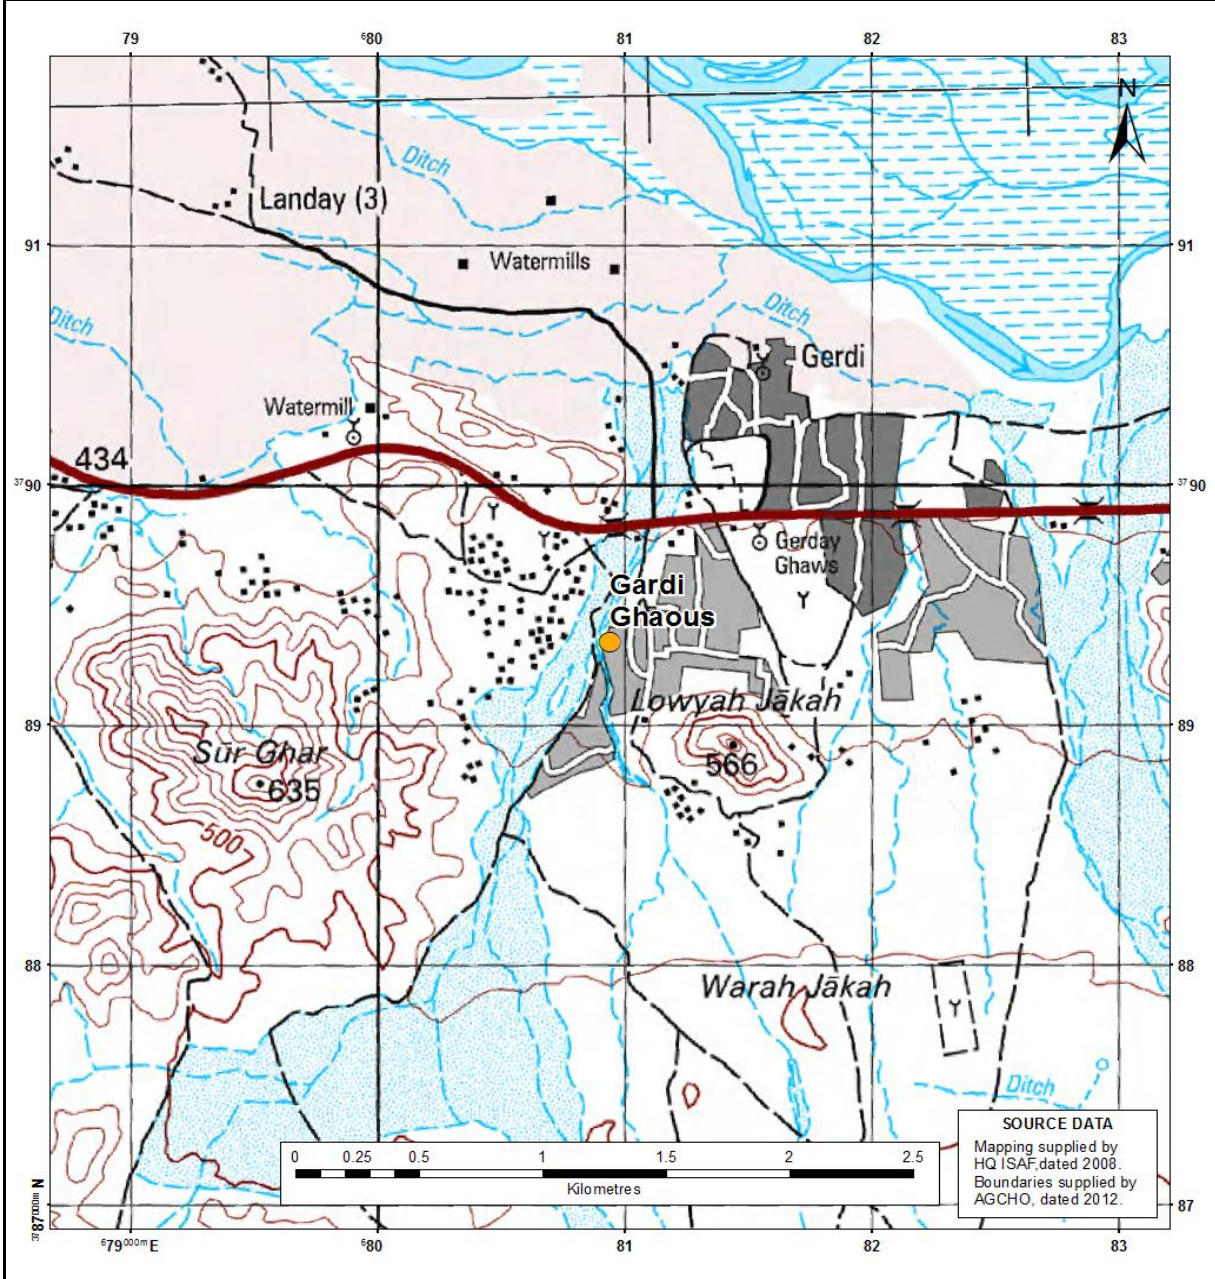 79 ⁶80 81 82 83
N
Ditch
Landay (3)
91 91
Watermills
Ditch
Ditch
Gerdi
Watermill
434
³⁷90 ³⁷90
Gerday
Ghaws
Gardi
Ghaous
Lowyah Jākah
89 89
Sūr Ghar
566
635
500
88 88
Warah Jākah
Ditch
SOURCE DATA
Mapping supplied by
HQ ISAF,dated 2008.
Boundaries supplied by
AGCHO, dated 2012.
0 0.25 0.5 1 1.5 2 2.5
Kilometres
³⁷87⁰⁰⁰ᵐ N
87
⁶79⁰⁰⁰ᵐ E ⁶80 81 82 83